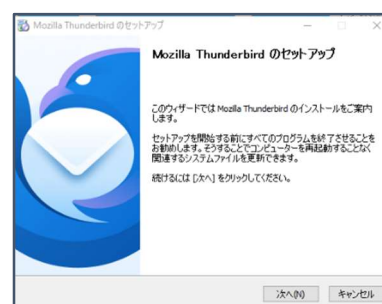 Mozilla Thunderbird のセットアップ
Mozilla Thunderbird のセットアップ
このウィザードでは Mozilla Thunderbird のインストールをご案内
します。
セットアップを開始する前にすべてのプログラムを終了させることを
お勧めします。そうすることでコンピューターを再起動することなく
関連するシステムファイルを更新できます。
続けるには [次へ] をクリックしてください。
次へ(N)
キャンセル